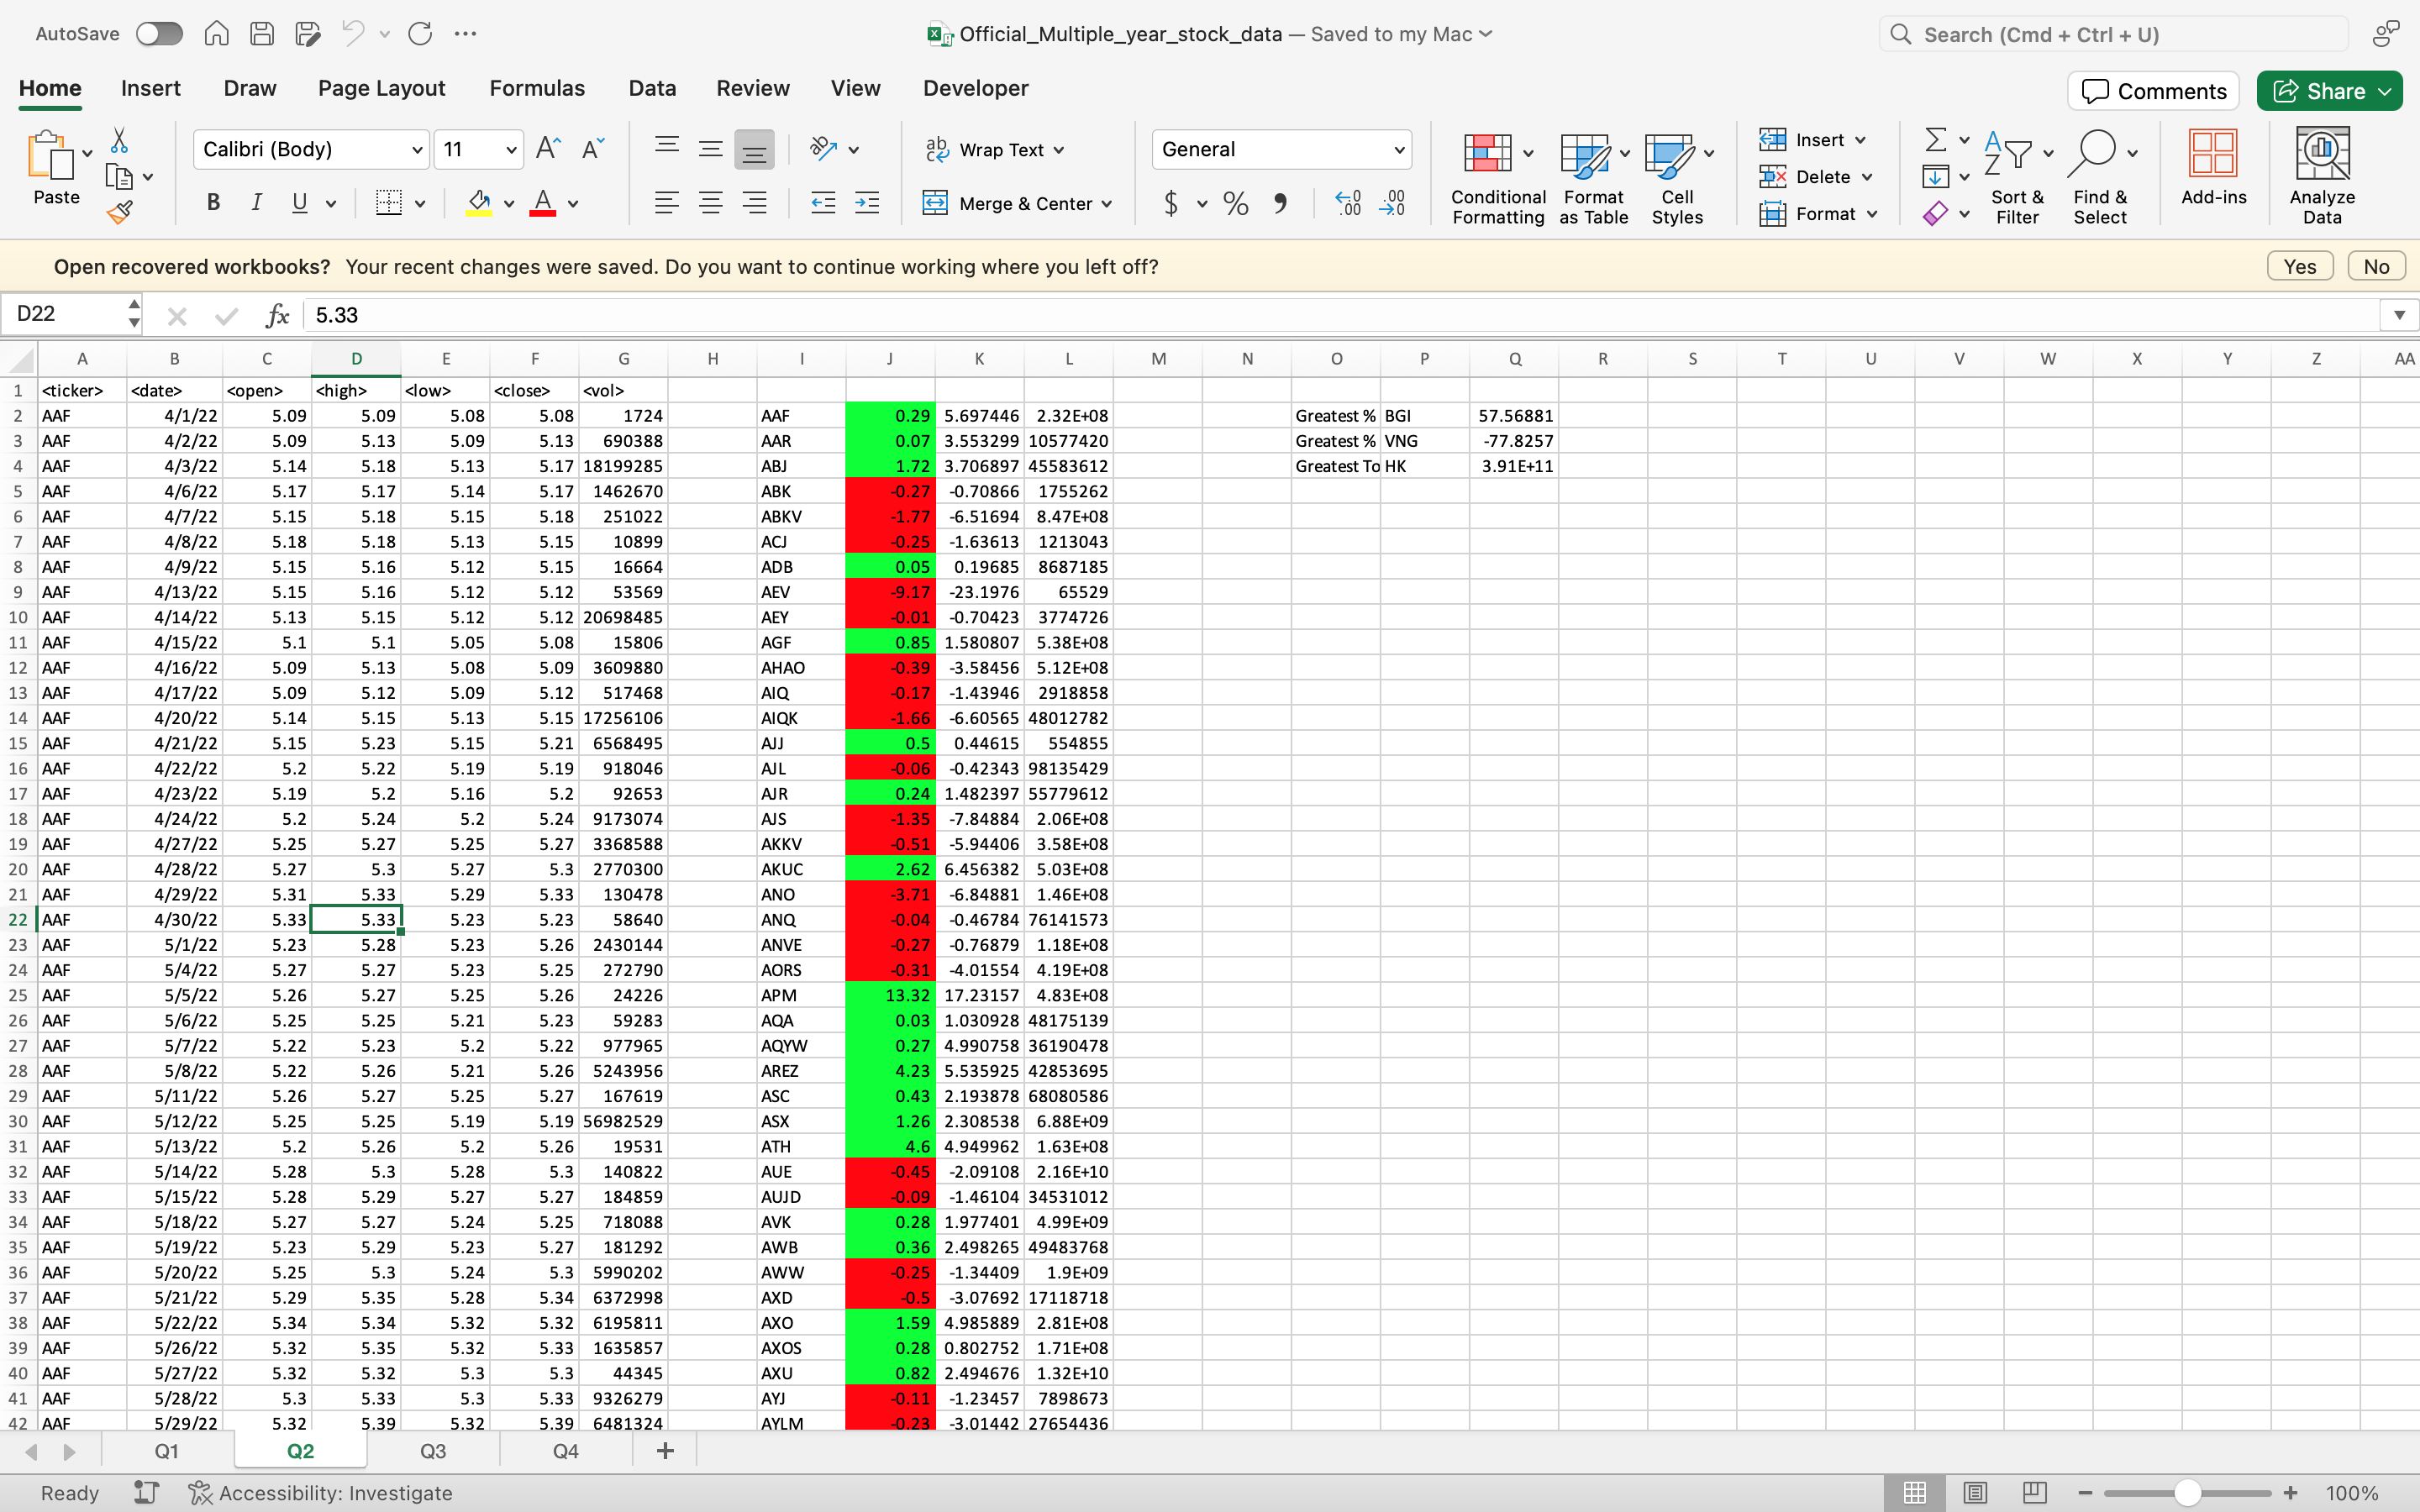 AutoSave
Official_Multiple_year_stock_data — Saved to my Mac
Search (Cmd + Ctrl + U)
Home Insert Draw Page Layout Formulas Data Review View Developer
Comments Share
Paste
Calibri (Body) 11
Wrap Text
Merge & Center
General
Conditional Formatting
Format as Table
Cell Styles
Insert
Delete
Format
Sort & Filter
Find & Select
Add-ins
Analyze Data
Open recovered workbooks? Your recent changes were saved. Do you want to continue working where you left off? Yes No
D22 fx 5.33
A B C D E F G H I J K L M N O P Q R S T U V W X Y Z AA
1 <ticker> <date> <open> <high> <low> <close> <vol>
2 AAF 4/1/22 5.09 5.09 5.08 5.08 1724 AAF 0.29 5.697446 2.32E+08 Greatest % BGI 57.56881
3 AAF 4/2/22 5.09 5.13 5.09 5.13 690388 AAR 0.07 3.553299 10577420 Greatest % VNG -77.8257
4 AAF 4/3/22 5.14 5.18 5.13 5.17 18199285 ABJ 1.72 3.706897 45583612 Greatest To HK 3.91E+11
5 AAF 4/6/22 5.17 5.17 5.14 5.17 1462670 ABK -0.27 -0.70866 1755262
6 AAF 4/7/22 5.15 5.18 5.15 5.18 251022 ABKV -1.77 -6.51694 8.47E+08
7 AAF 4/8/22 5.18 5.18 5.13 5.15 10899 ACJ -0.25 -1.63613 1213043
8 AAF 4/9/22 5.15 5.16 5.12 5.15 16664 ADB 0.05 0.19685 8687185
9 AAF 4/13/22 5.15 5.16 5.12 5.12 53569 AEV -9.17 -23.1976 65529
10 AAF 4/14/22 5.13 5.15 5.12 5.12 20698485 AEY -0.01 -0.70423 3774726
11 AAF 4/15/22 5.1 5.1 5.05 5.08 15806 AGF 0.85 1.580807 5.38E+08
12 AAF 4/16/22 5.09 5.13 5.08 5.09 3609880 AHAO -0.39 -3.58456 5.12E+08
13 AAF 4/17/22 5.09 5.12 5.09 5.12 517468 AIQ -0.17 -1.43946 2918858
14 AAF 4/20/22 5.14 5.15 5.13 5.15 17256106 AIQK -1.66 -6.60565 48012782
15 AAF 4/21/22 5.15 5.23 5.15 5.21 6568495 AJJ 0.5 0.44615 554855
16 AAF 4/22/22 5.2 5.22 5.19 5.19 918046 AJL -0.06 -0.42343 98135429
17 AAF 4/23/22 5.19 5.2 5.16 5.2 92653 AJR 0.24 1.482397 55779612
18 AAF 4/24/22 5.2 5.24 5.2 5.24 9173074 AJS -1.35 -7.84884 2.06E+08
19 AAF 4/27/22 5.25 5.27 5.25 5.27 3368588 AKKV -0.51 -5.94406 3.58E+08
20 AAF 4/28/22 5.27 5.3 5.27 5.3 2770300 AKUC 2.62 6.456382 5.03E+08
21 AAF 4/29/22 5.31 5.33 5.29 5.33 130478 ANO -3.71 -6.84881 1.46E+08
22 AAF 4/30/22 5.33 5.33 5.23 5.23 58640 ANQ -0.04 -0.46784 76141573
23 AAF 5/1/22 5.23 5.28 5.23 5.26 2430144 ANVE -0.27 -0.76879 1.18E+08
24 AAF 5/4/22 5.27 5.27 5.23 5.25 272790 AORS -0.31 -4.01554 4.19E+08
25 AAF 5/5/22 5.26 5.27 5.25 5.26 24226 APM 13.32 17.23157 4.83E+08
26 AAF 5/6/22 5.25 5.25 5.21 5.23 59283 AQA 0.03 1.030928 48175139
27 AAF 5/7/22 5.22 5.23 5.2 5.22 977965 AQYW 0.27 4.990758 36190478
28 AAF 5/8/22 5.22 5.26 5.21 5.26 5243956 AREZ 4.23 5.535925 42853695
29 AAF 5/11/22 5.26 5.27 5.25 5.27 167619 ASC 0.43 2.193878 68080586
30 AAF 5/12/22 5.25 5.25 5.19 5.19 56982529 ASX 1.26 2.308538 6.88E+09
31 AAF 5/13/22 5.2 5.26 5.2 5.26 19531 ATH 4.6 4.949962 1.63E+08
32 AAF 5/14/22 5.28 5.3 5.28 5.3 140822 AUE -0.45 -2.09108 2.16E+10
33 AAF 5/15/22 5.28 5.29 5.27 5.27 184859 AUJD -0.09 -1.46104 34531012
34 AAF 5/18/22 5.27 5.27 5.24 5.25 718088 AVK 0.28 1.977401 4.99E+09
35 AAF 5/19/22 5.23 5.29 5.23 5.27 181292 AWB 0.36 2.498265 49483768
36 AAF 5/20/22 5.25 5.3 5.24 5.3 5990202 AWW -0.25 -1.34409 1.9E+09
37 AAF 5/21/22 5.29 5.35 5.28 5.34 6372998 AXD -0.5 -3.07692 17118718
38 AAF 5/22/22 5.34 5.34 5.32 5.32 6195811 AXO 1.59 4.985889 2.81E+08
39 AAF 5/26/22 5.32 5.35 5.32 5.33 1635857 AXOS 0.28 0.802752 1.71E+08
40 AAF 5/27/22 5.32 5.32 5.3 5.3 44345 AXU 0.82 2.494676 1.32E+10
41 AAF 5/28/22 5.3 5.33 5.3 5.33 9326279 AYJ -0.11 -1.23457 7898673
42 AAF 5/29/22 5.32 5.39 5.32 5.39 6481324 AYLM -0.23 -3.01442 27654436
Q1 Q2 Q3 Q4
Ready Accessibility: Investigate 100%